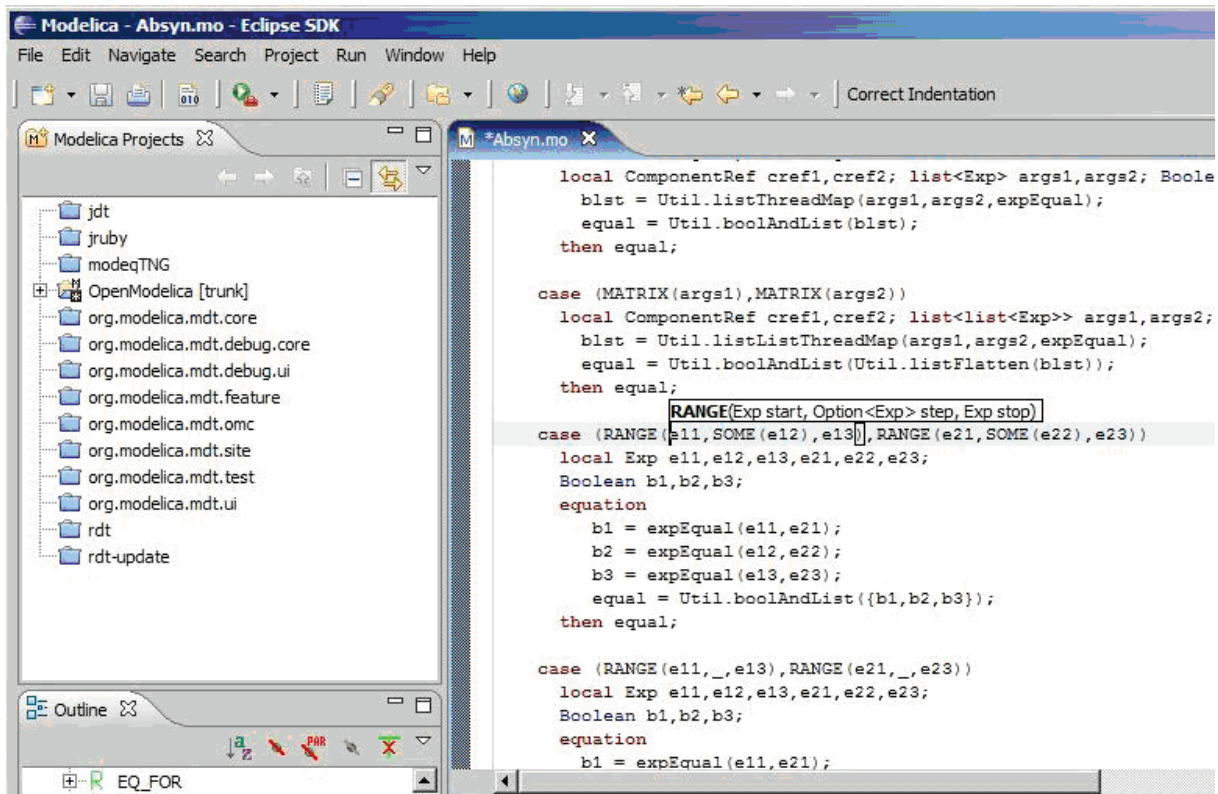 Modelica - Absyn.mo - Eclipse SDK
File Edit Navigate Search Project Run Window Help
010
Correct Indentation
Modelica Projects
jdt
jruby
modeqTNG
OpenModelica [trunk]
org.modelica.mdt.core
org.modelica.mdt.debug.core
org.modelica.mdt.debug.ui
org.modelica.mdt.feature
org.modelica.mdt.omc
org.modelica.mdt.site
org.modelica.mdt.test
org.modelica.mdt.ui
rdt
rdt-update
Outline
PAR
EQ_FOR
*Absyn.mo
local ComponentRef cref1,cref2; list<Exp> args1,args2; Boole
blst = Util.listThreadMap(args1,args2,expEqual);
equal = Util.boolAndList(blst);
then equal;
case (MATRIX(args1),MATRIX(args2))
local ComponentRef cref1,cref2; list<list<Exp>> args1,args2;
blst = Util.listListThreadMap(args1,args2,expEqual);
equal = Util.boolAndList(Util.listFlatten(blst));
then equal;
RANGE(Exp start, Option<Exp> step, Exp stop)
case (RANGE(e11,SOME(e12),e13),RANGE(e21,SOME(e22),e23))
local Exp e11,e12,e13,e21,e22,e23;
Boolean b1,b2,b3;
equation
b1 = expEqual(e11,e21);
b2 = expEqual(e12,e22);
b3 = expEqual(e13,e23);
equal = Util.boolAndList({b1,b2,b3});
then equal;
case (RANGE(e11,_,e13),RANGE(e21,_,e23))
local Exp e11,e12,e13,e21,e22,e23;
Boolean b1,b2,b3;
equation
b1 = expEqual(e11,e21);